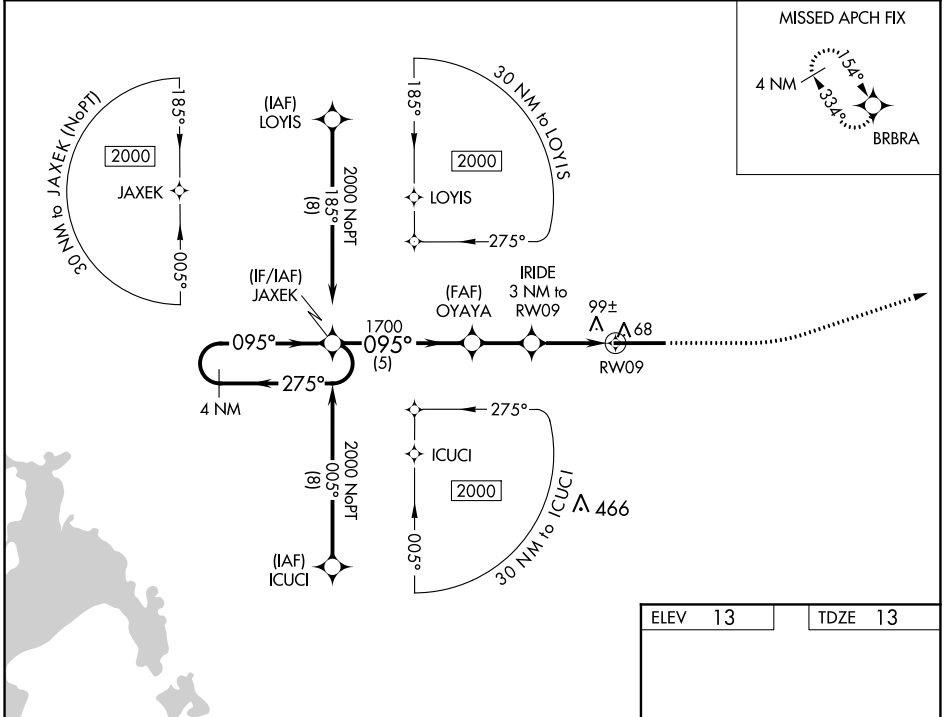 MISSED APCH FIX
4 NM
154°
334°
BRBRA
30 NM to JAXEK (NoPT)
185°
2000
JAXEK
005°
(IAF)
LOYIS
2000 NoPT
185°
(8)
30 NM to LOYIS
185°
2000
LOYIS
275°
(IF/IAF)
JAXEK
095°
275°
4 NM
1700
095°
(5)
(FAF)
OYAYA
IRIDE
3 NM to
RW09
99±
68
RW09
2000 NoPT
005°
(8)
(IAF)
ICUCI
275°
ICUCI
2000
005°
30 NM to ICUCI
466
ELEV 13
TDZE 13